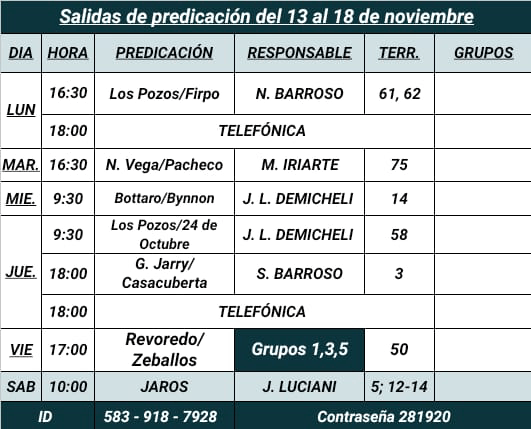 Salidas de predicación del 13 al 18 de noviembre
DIA HORA PREDICACIÓN RESPONSABLE TERR. GRUPOS
LUN 16:30 Los Pozos/Firpo N. BARROSO 61, 62
18:00 TELEFÓNICA
MAR. 16:30 N. Vega/Pacheco M. IRIARTE 75
MIE. 9:30 Bottaro/Bynnon J. L. DEMICHELI 14
JUE. 9:30 Los Pozos/24 de Octubre J. L. DEMICHELI 58
18:00 G. Jarry/ Casacuberta S. BARROSO 3
18:00 TELEFÓNICA
VIE 17:00 Revoredo/ Zeballos Grupos 1,3,5 50
SAB 10:00 JAROS J. LUCIANI 5; 12-14
ID 583 - 918 - 7928 Contraseña 281920